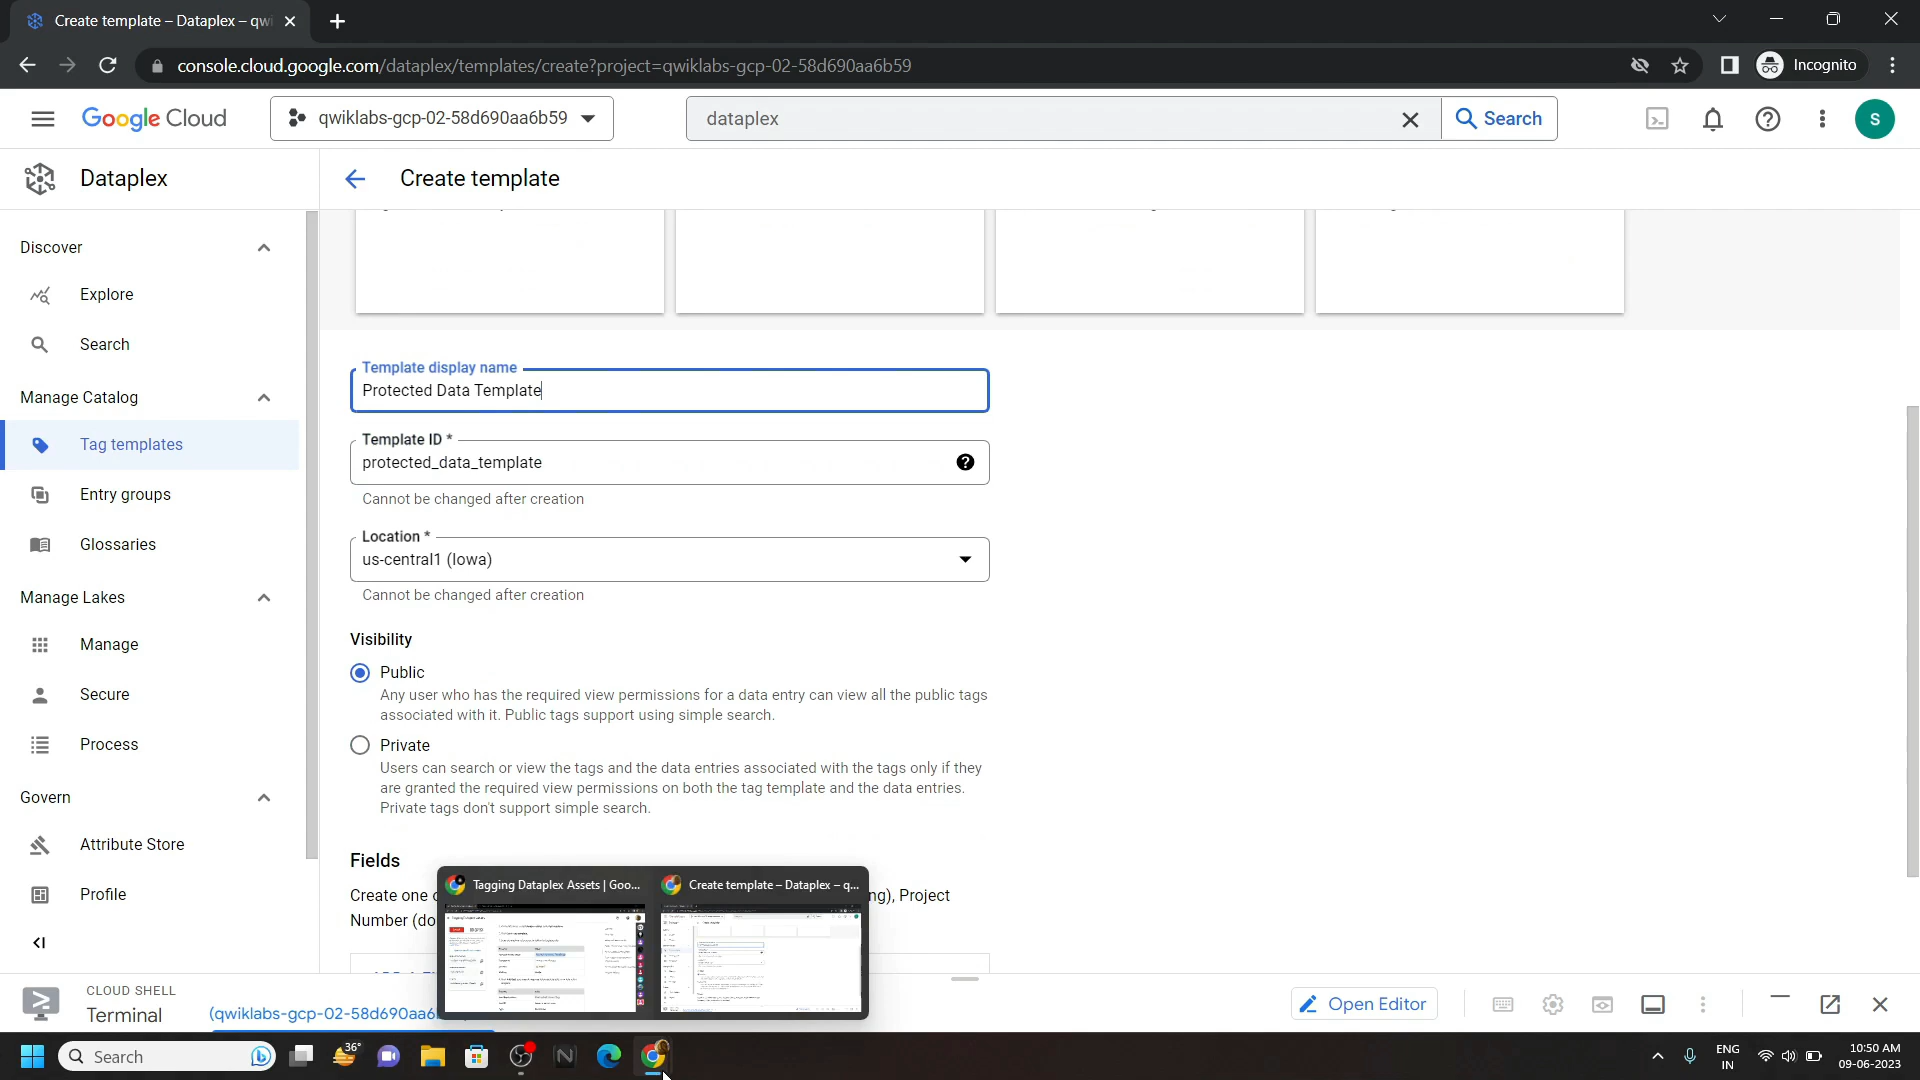 Create template – Dataplex – qwi
console.cloud.google.com/dataplex/templates/create?project=qwiklabs-gcp-02-58d690aa6b59
Incognito
Google Cloud
qwiklabs-gcp-02-58d690aa6b59
dataplex
Search
S
Dataplex
Create template
Discover
Explore
Search
Manage Catalog
Tag templates
Entry groups
Glossaries
Manage Lakes
Manage
Secure
Process
Govern
Attribute Store
Profile
Template display name
Protected Data Template
Template ID *
protected_data_template
Cannot be changed after creation
Location *
us-central1 (Iowa)
Cannot be changed after creation
Visibility
Public
Any user who has the required view permissions for a data entry can view all the public tags
associated with it. Public tags support using simple search.
Private
Users can search or view the tags and the data entries associated with the tags only if they
are granted the required view permissions on both the tag template and the data entries.
Private tags don't support simple search.
Fields
Create one
ng), Project
Number (do
Tagging Dataplex Assets | Goo...
Create template – Dataplex – q...
CLOUD SHELL
Terminal
(qwiklabs-gcp-02-58d690aa6
Open Editor
Search
36°
ENG
IN
10:50 AM
09-06-2023